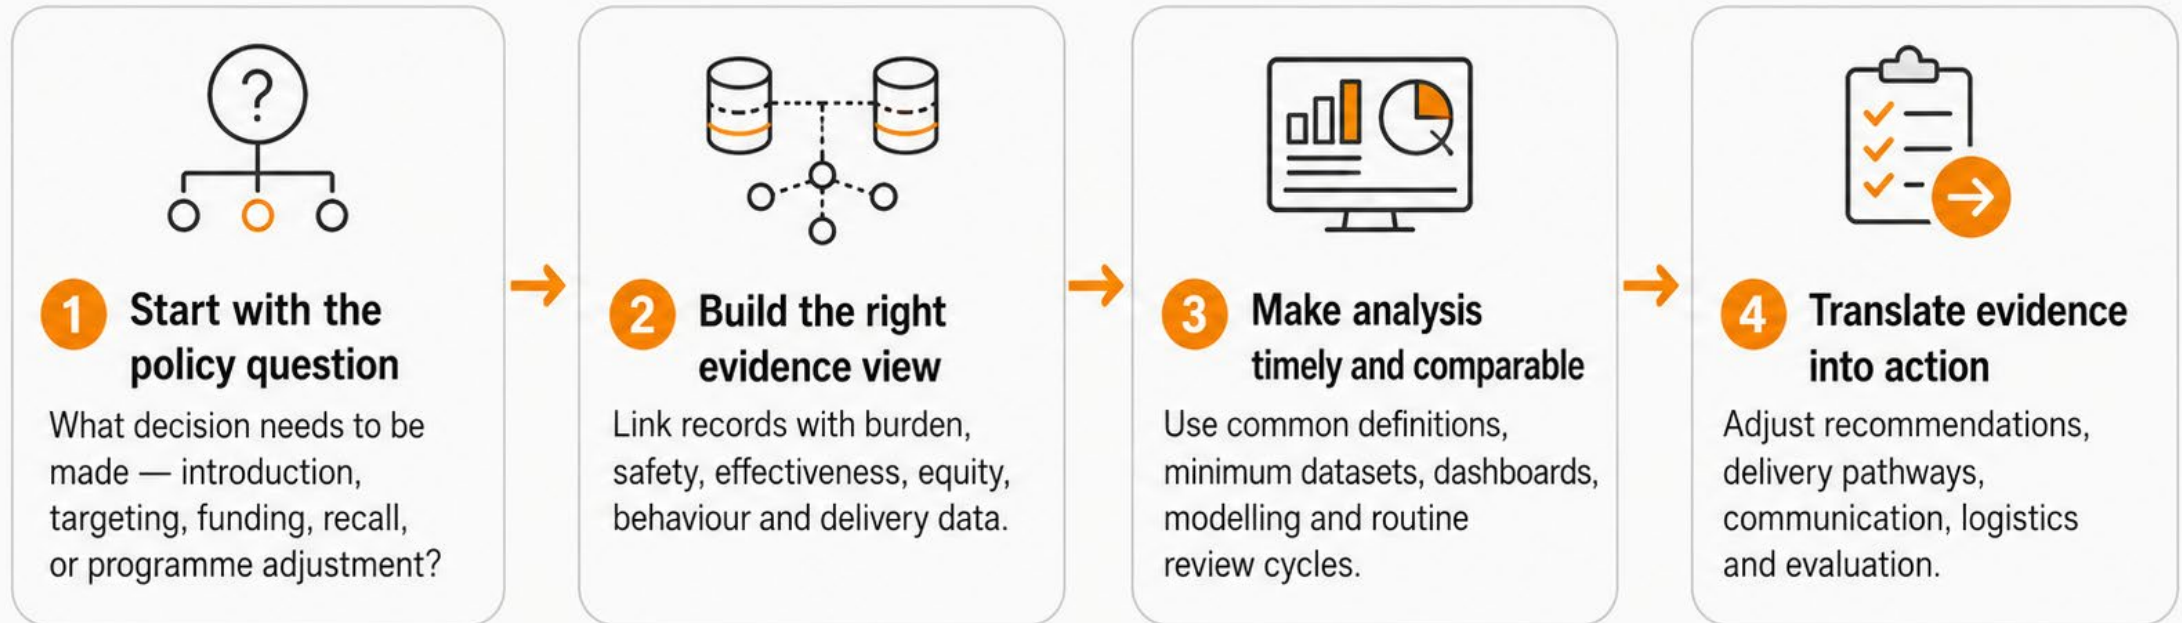 ?
1
Start with the
policy question
What decision needs to be
made — introduction,
targeting, funding, recall,
or programme adjustment?
2
Build the right
evidence view
Link records with burden,
safety, effectiveness, equity,
behaviour and delivery data.
3
Make analysis
timely and comparable
Use common definitions,
minimum datasets, dashboards,
modelling and routine
review cycles.
4
Translate evidence
into action
Adjust recommendations,
delivery pathways,
communication, logistics
and evaluation.